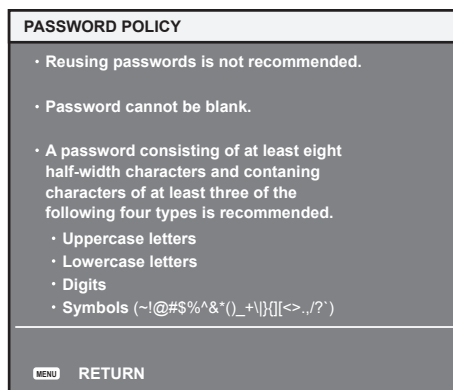 PASSWORD POLICY
・Reusing passwords is not recommended.
・Password cannot be blank.
・A password consisting of at least eight
half-width characters and contaning
characters of at least three of the
following four types is recommended.
・Uppercase letters
・Lowercase letters
・Digits
・Symbols (~!@#$%^&*()_+\|}{][<>.,/?`)
MENU RETURN